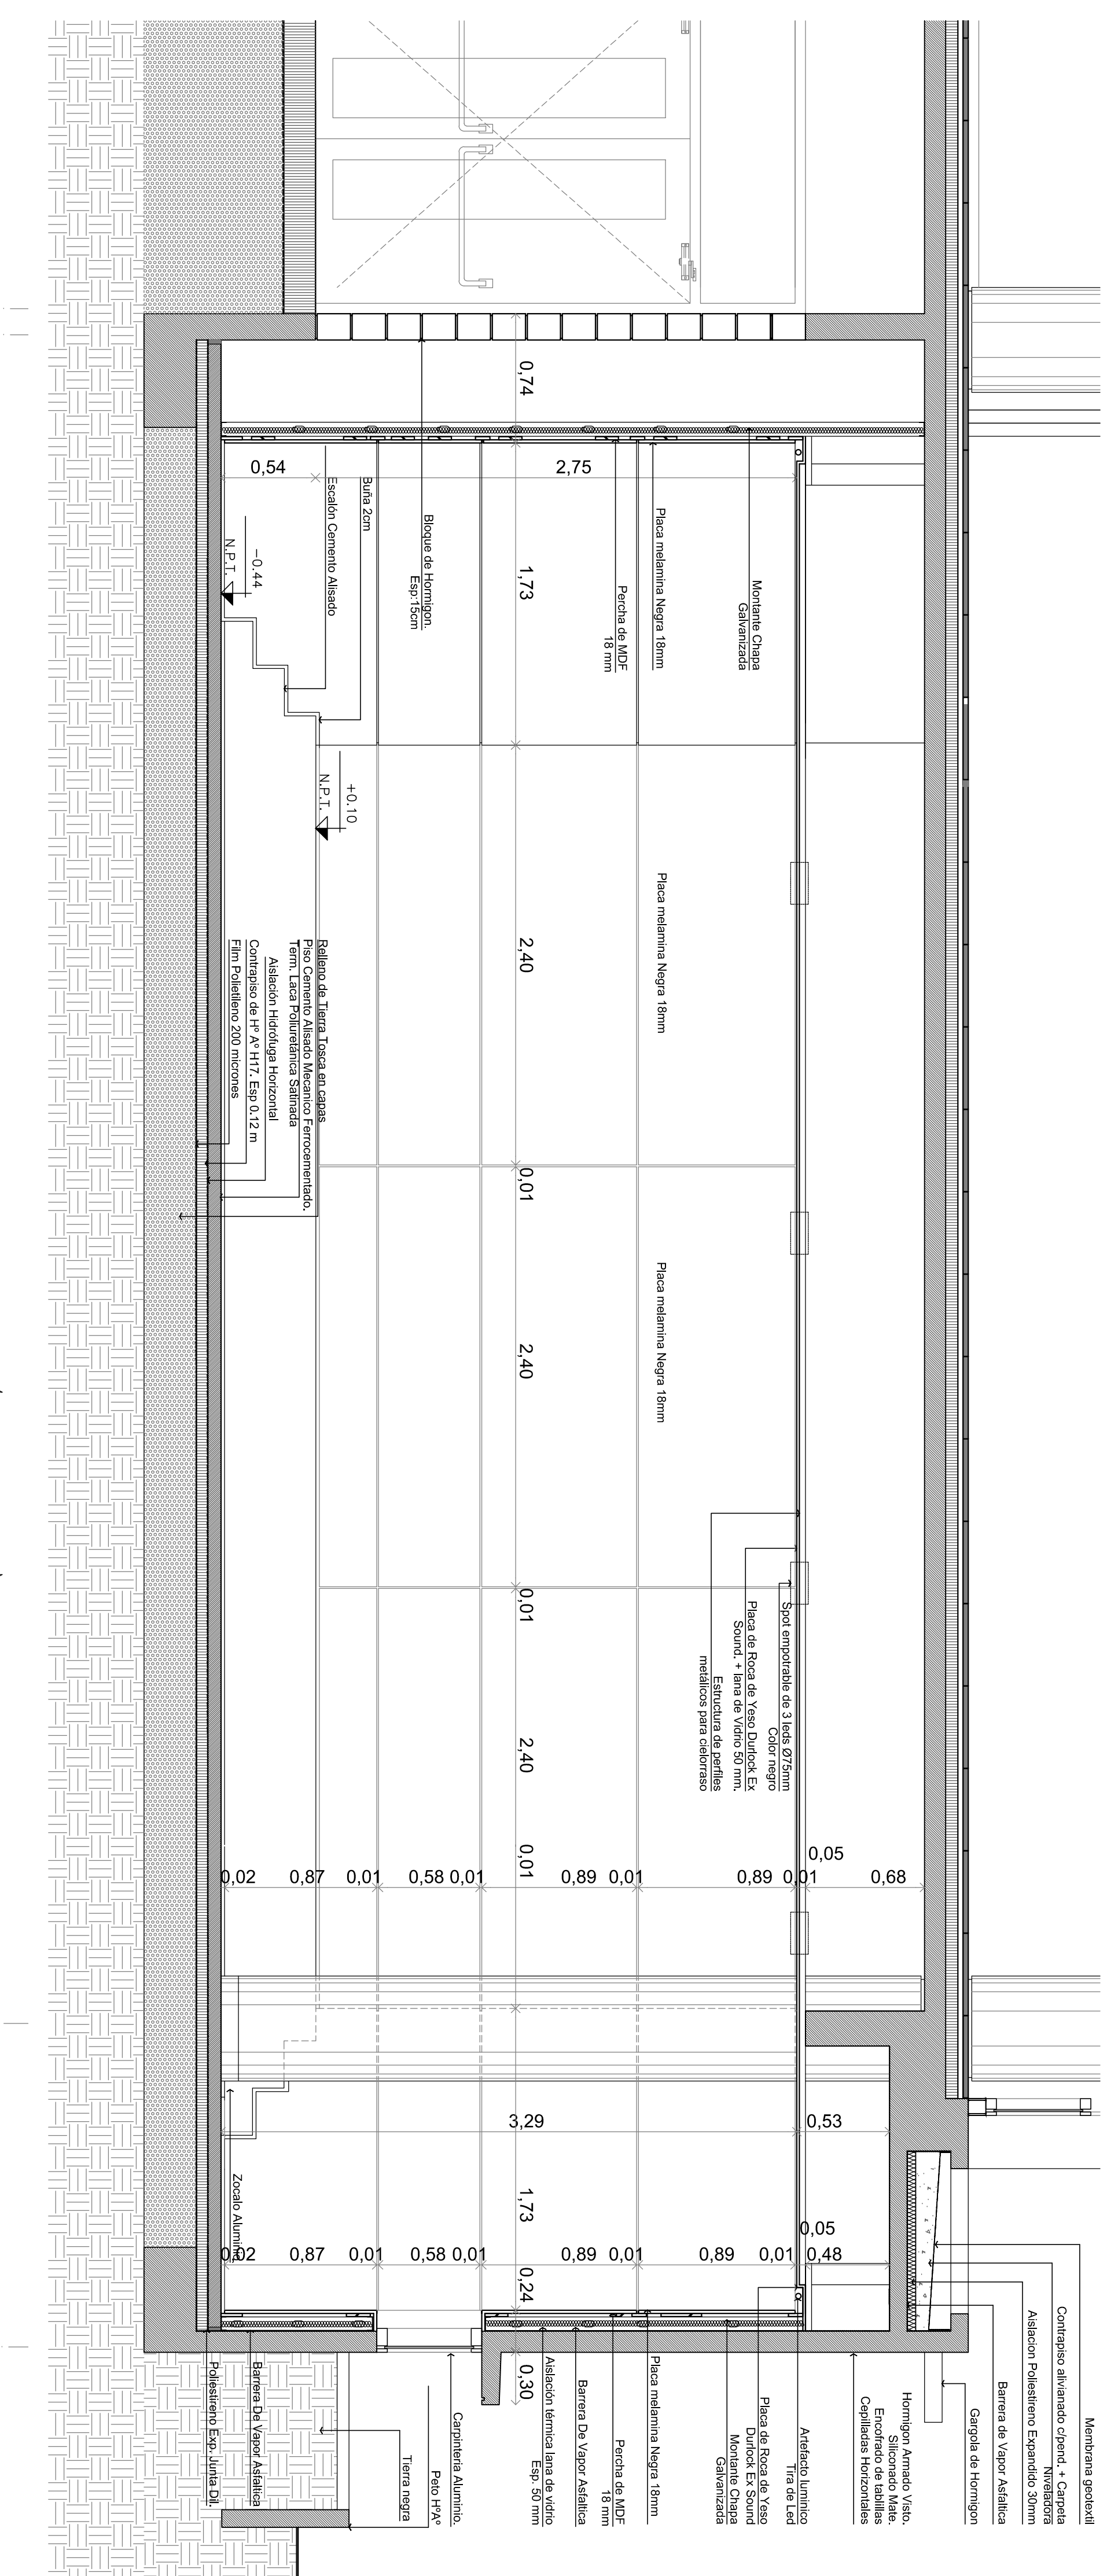 Membrana geotextil
Contrapiso alivianado c/pend. + Carpeta
Niveladora
Aislacion Poliestireno Expandido 30mm
Barrera de Vapor Asfaltica
Gargola de Hormigon
Hormigon Armado Visto.
Siliconado Mate.
Encofrado de tablillas
Cepilladas Horizontales
Artefacto luminico
Tira de Led
Placa de Roca de Yeso
Durlock Ex Sound
Montante Chapa
Galvanizada
Placa melamina Negra 18mm
Percha de MDF
18 mm
Barrera De Vapor Asfaltica
Aislación térmica lana de vidrio
Esp. 50 mm
Carpinteria Aluminio.
Peto HºAº
Tierra negra
Barrera De Vapor Asfaltica
Poliestireno Exp. Junta Dil.
Montante Chapa
Galvanizada
Placa melamina Negra 18mm
Percha de MDF
18 mm
Bloque de Hormigon.
Esp:15cm
Buña 2cm
Escalón Cemento Alisado
-0.44
N.P.T.
+0.10
N.P.T.
Placa melamina Negra 18mm
Placa melamina Negra 18mm
Spot empotrable de 3 leds Ø75mm
Color negro
Placa de Roca de Yeso Durlock Ex
Sound. + lana de Vidrio 50 mm.
Estructura de perfiles
metálicos para cielorraso
Relleno de Tierra Tosca en capas
Piso Cemento Alisado Mecanico Ferrocementado.
Term. Laca Poliuretánica Satinada
Aislación Hidrófuga Horizontal
Contrapiso de Hº Aº H17. Esp 0.12 m
Film Polietileno 200 micrones
Zocalo Aluminio
0,74
1,73
2,40
0,01
2,40
0,01
2,40
0,01
1,73
0,24
0,30
0,54
2,75
0,05
0,02
0,87
0,01
0,58
0,01
0,89
0,01
0,89
0,01
0,68
3,29
0,53
0,05
0,02
0,87
0,01
0,58
0,01
0,89
0,01
0,89
0,01
0,48